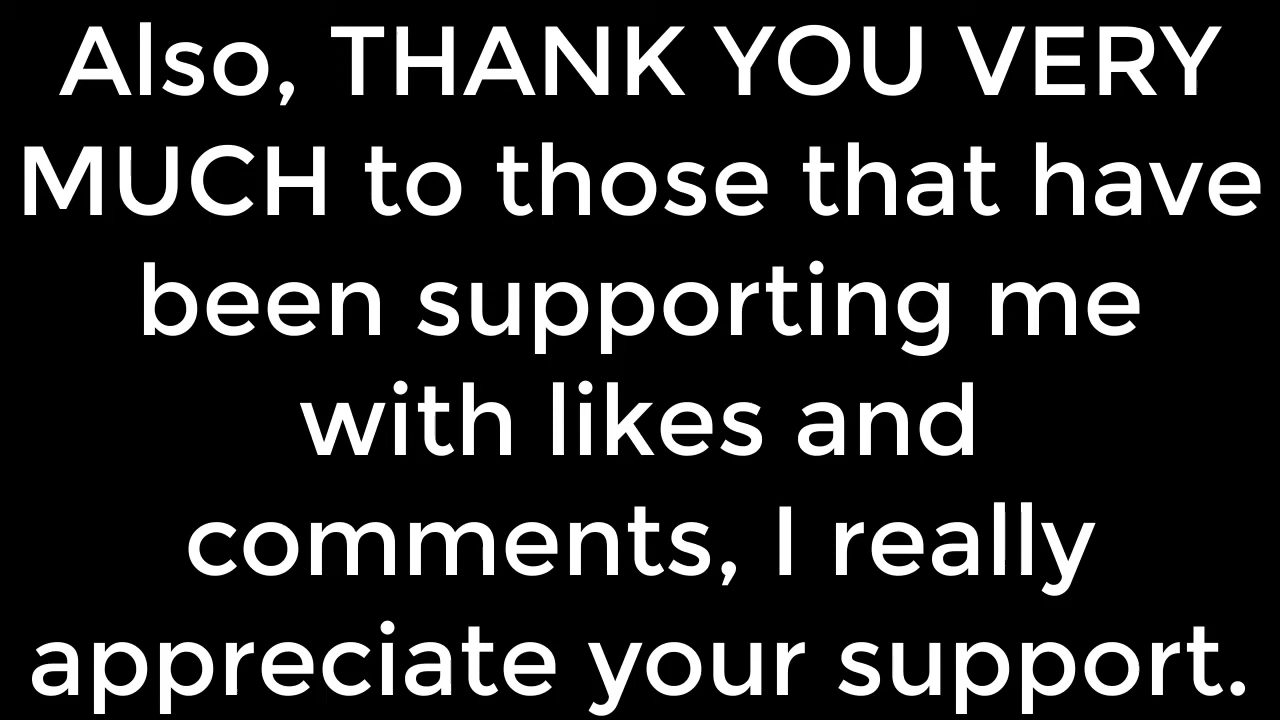 Also, THANK YOU VERY
MUCH to those that have
been supporting me
with likes and
comments, I really
appreciate your support.